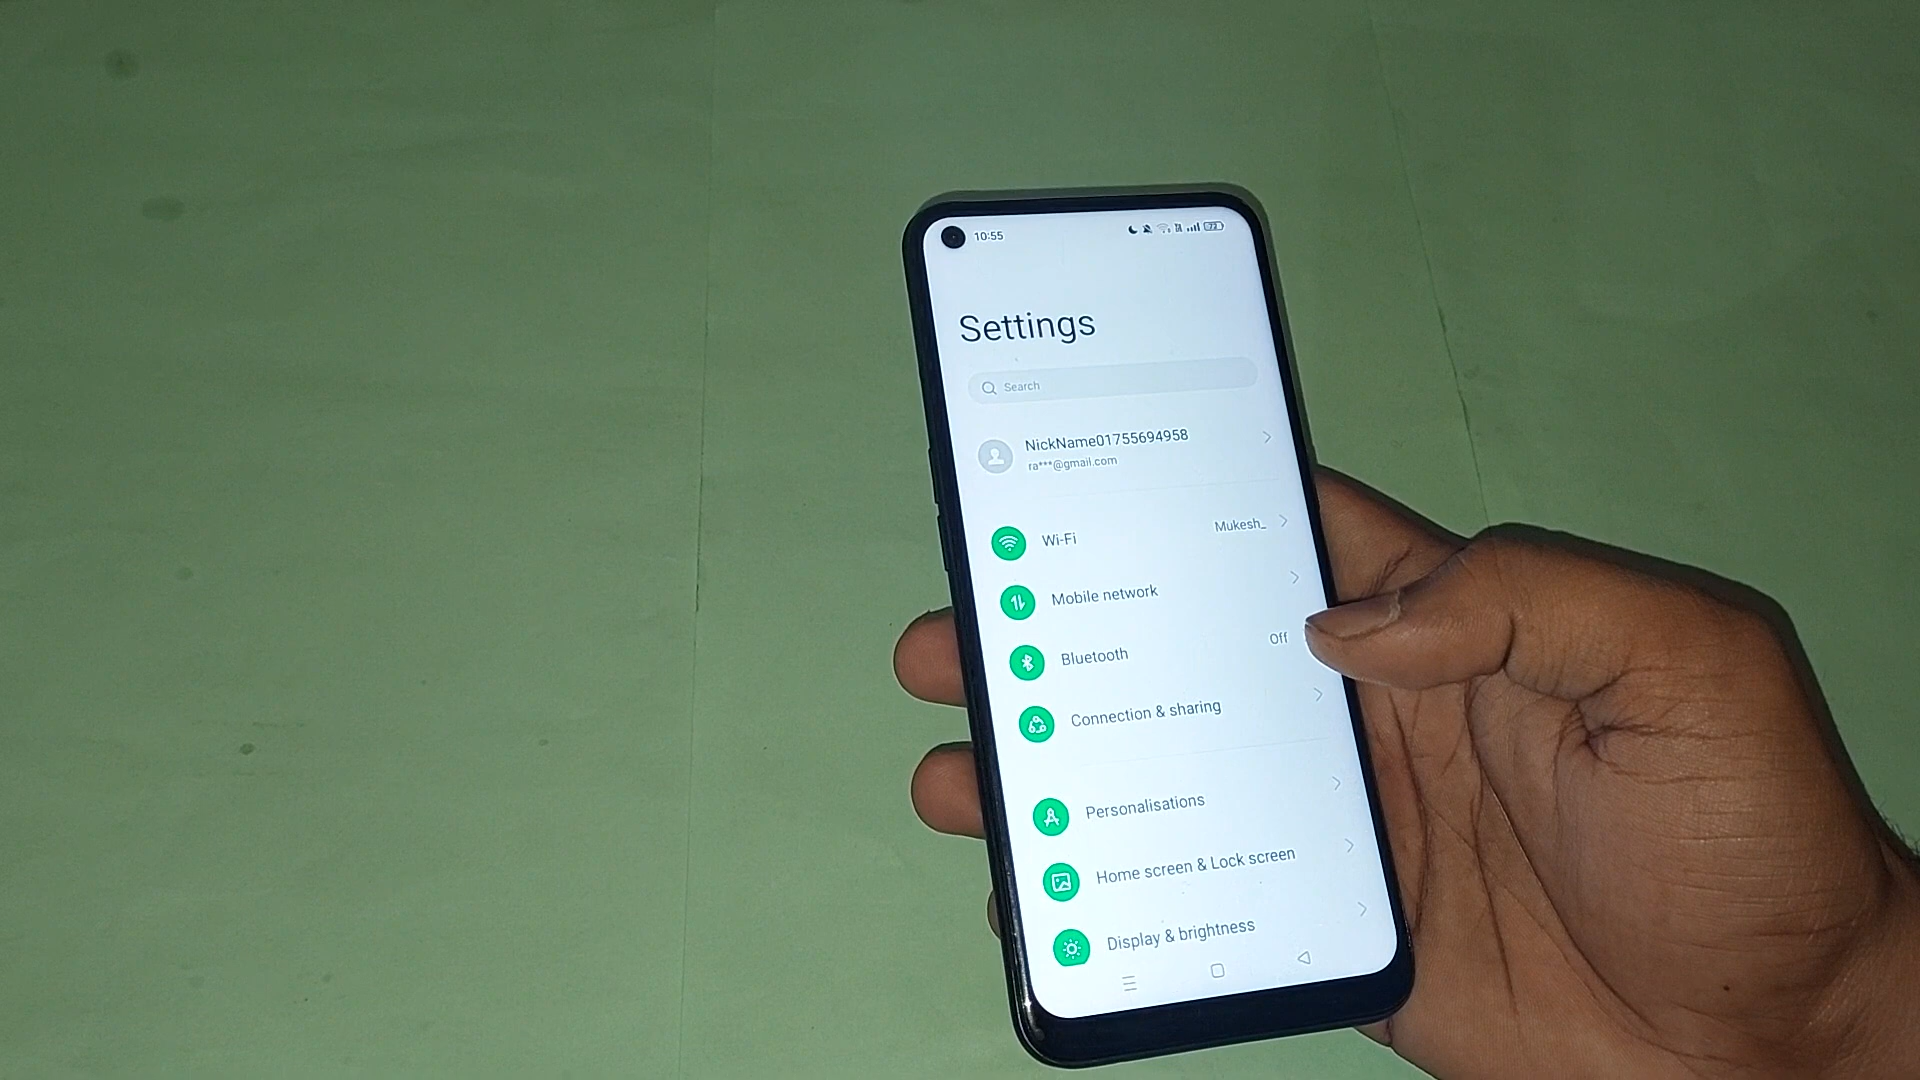 10:55
Settings
Search
NickName01755694958
ra***@gmail.com
Wi-Fi Mukesh_
Mobile network
Bluetooth Off
Connection & sharing
Personalisations
Home screen & Lock screen
Display & brightness